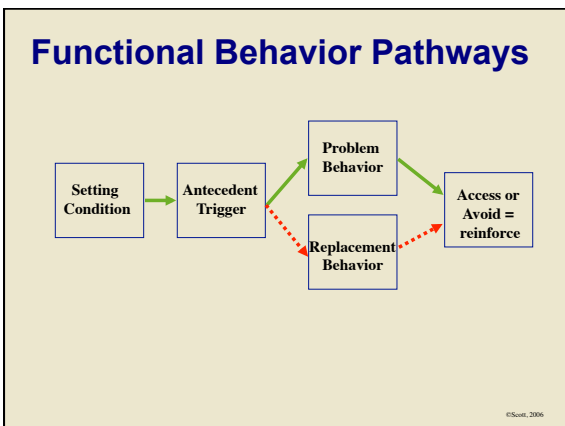 Functional Behavior Pathways
Setting
Condition
Antecedent
Trigger
Problem
Behavior
Replacement
Behavior
Access or
Avoid =
reinforce
©Scott, 2006